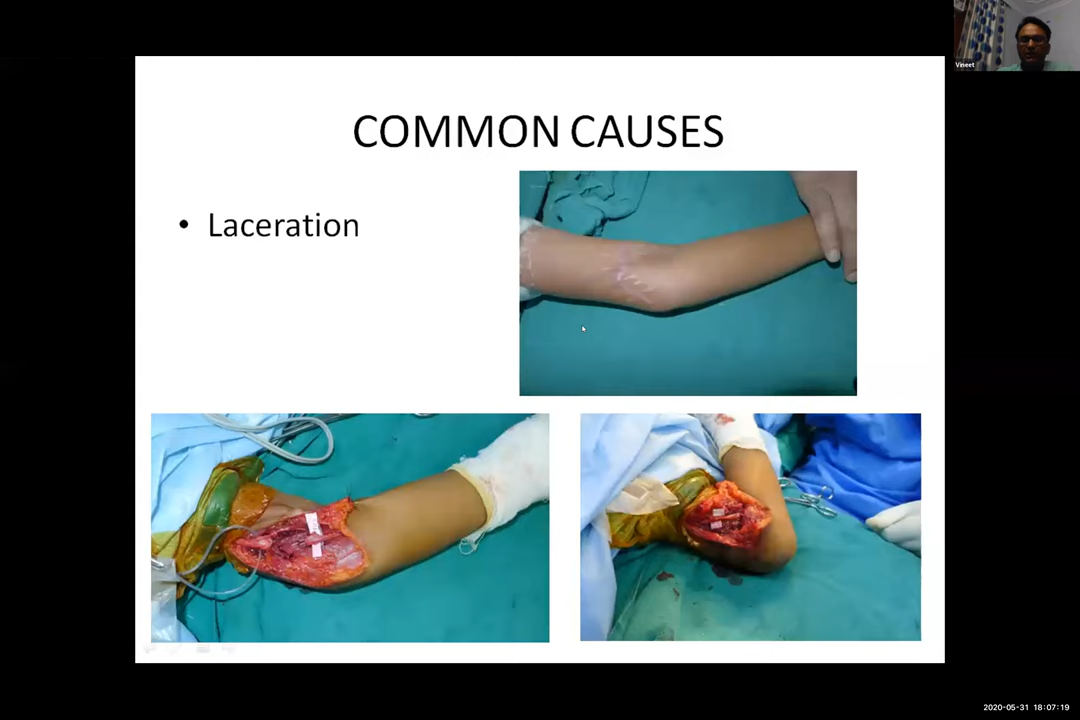 Vineet
COMMON CAUSES
• Laceration
2020-05-31 18:07:19